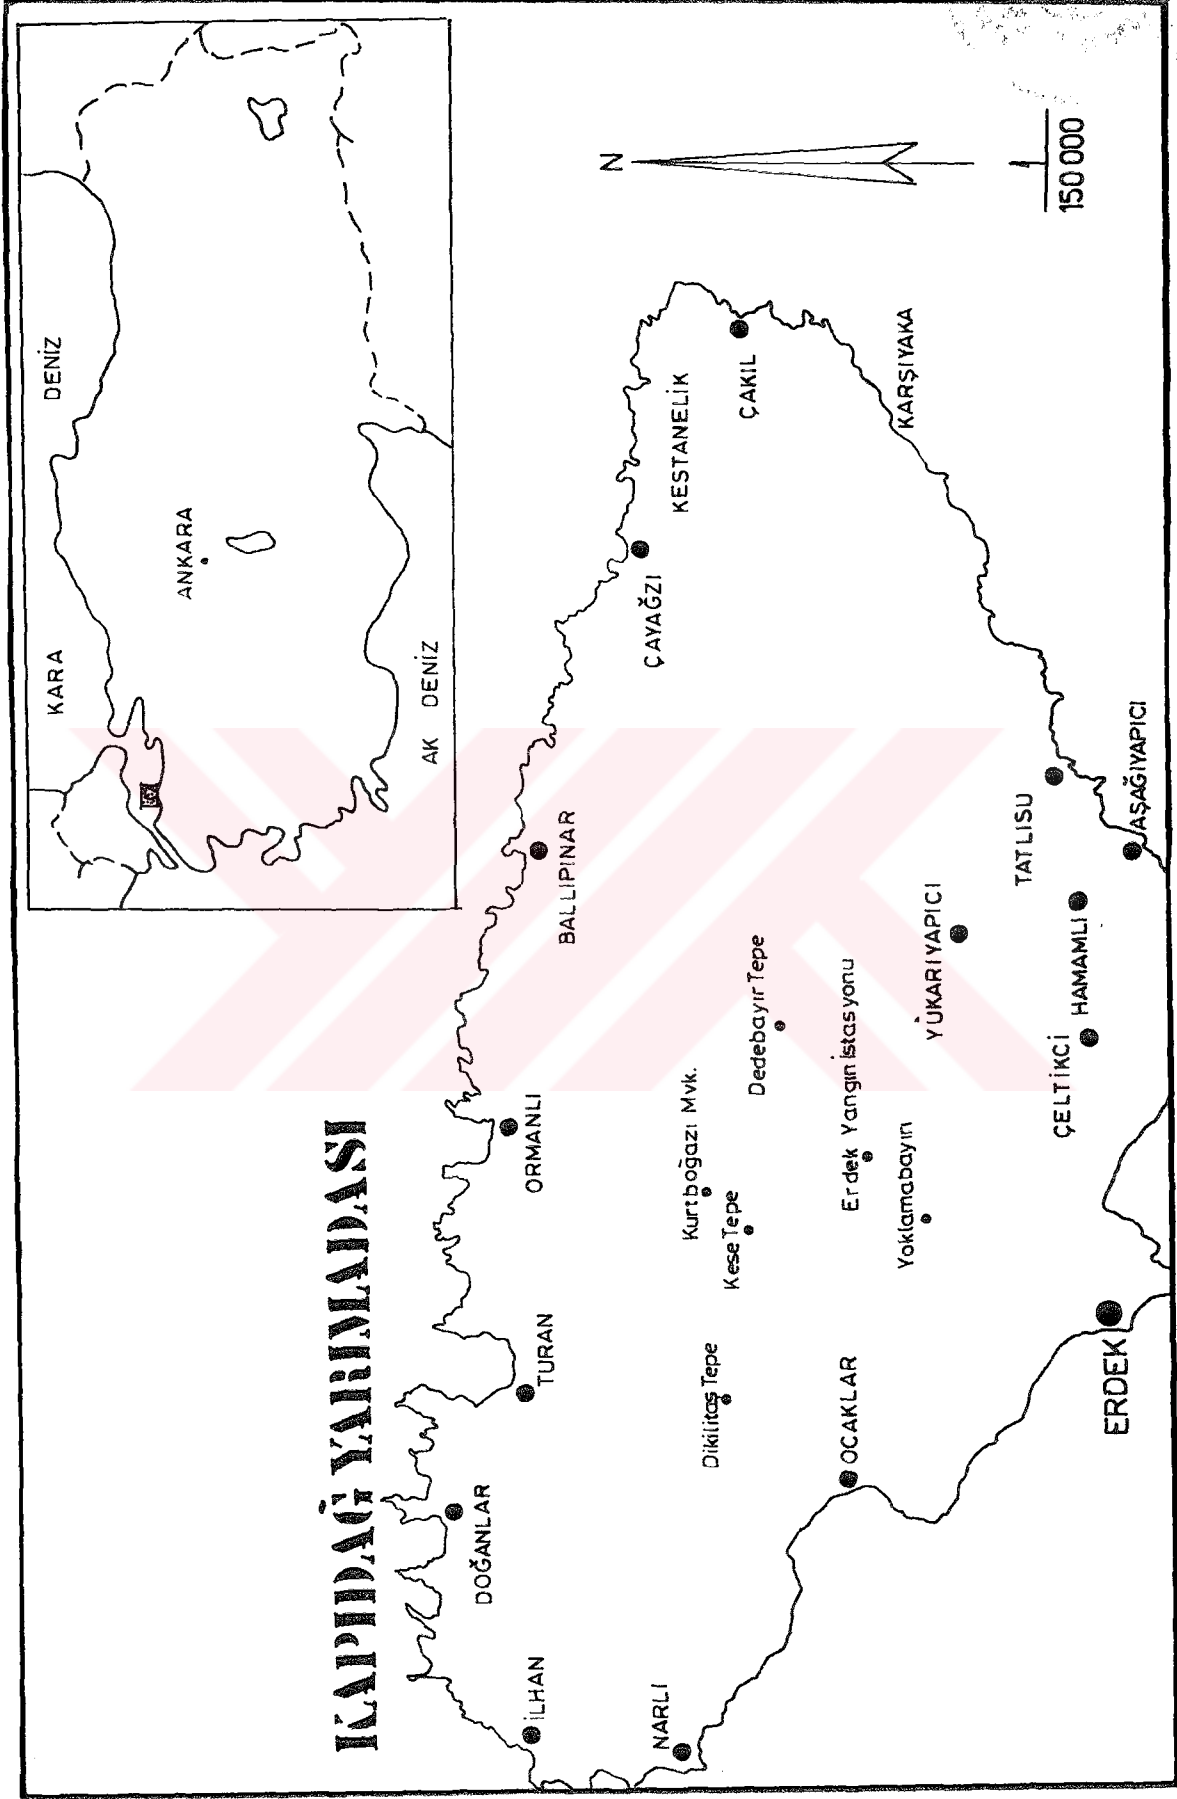 KAPIDAĞ YARIMADASI
KARA
DENİZ
ANKARA
AK DENİZ
N
1
150 000
İLHAN
DOĞANLAR
TURAN
ORMANLI
BALLIPINAR
ÇAYAĞZI
KESTANELİK
ÇAKIL
KARŞIYAKA
NARLI
Dikilitaş Tepe
Kese Tepe
Kurtboğazı Mvk.
Dedebayır Tepe
OCAKLAR
Erdek Yangın İstasyonu
Yoklamabayın
YUKARIYAPICI
TATLISU
ERDEK
ÇELTİKCİ
HAMAMLI
AŞAĞIYAPICI